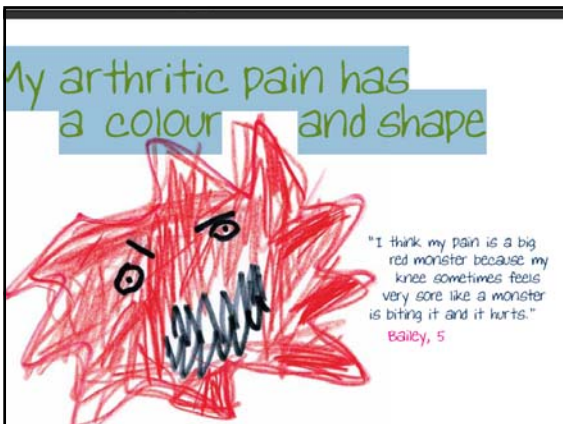 My arthritic pain has
a colour and shape
"I think my pain is a big
red monster because my
knee sometimes feels
very sore like a monster
is biting it and it hurts."
Bailey, 5